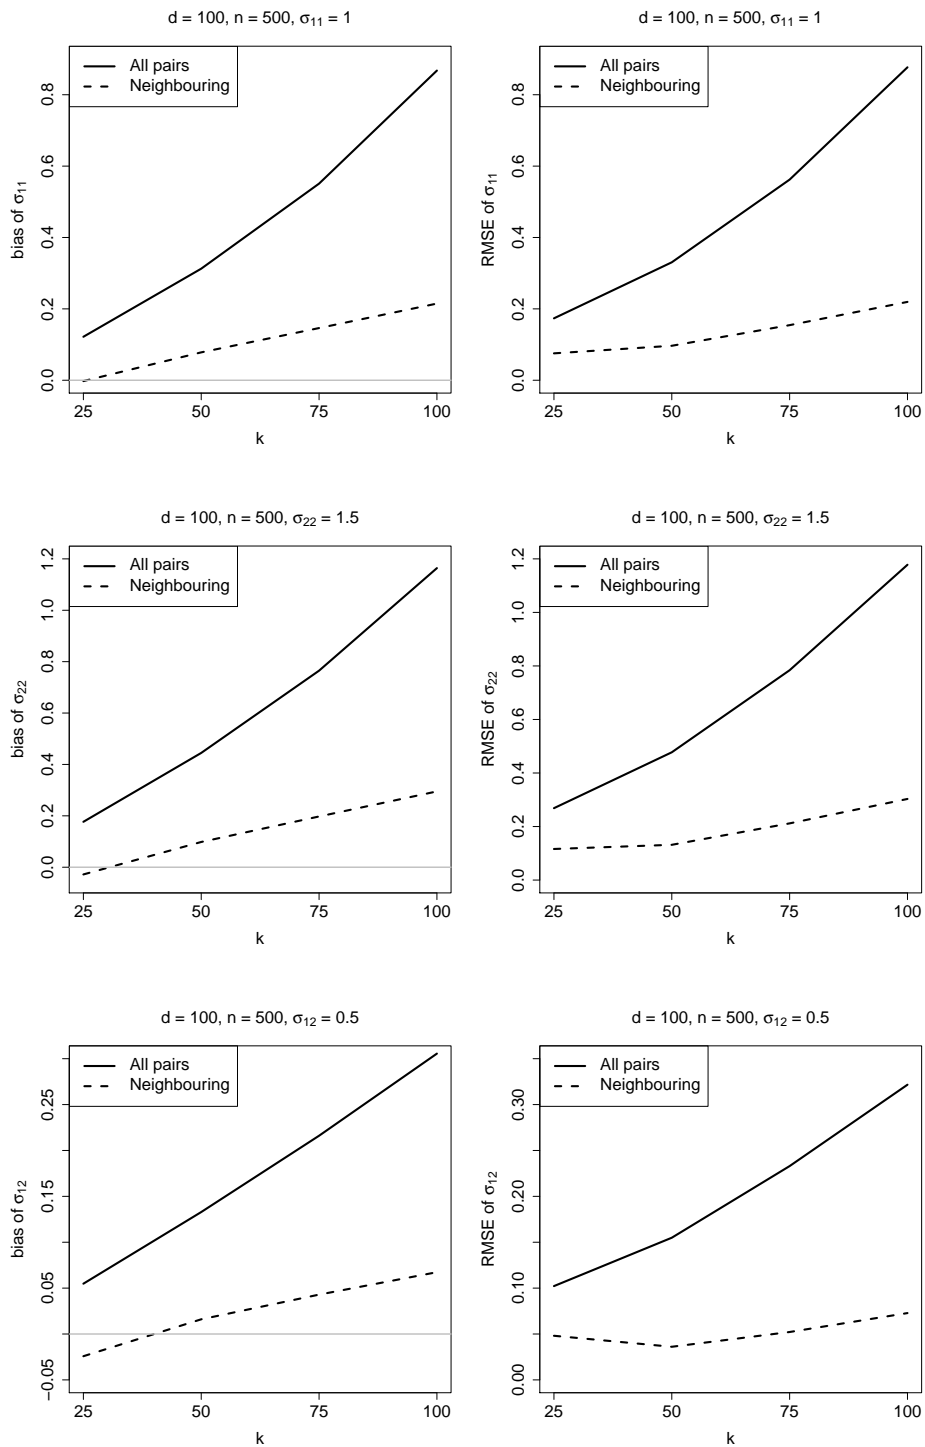 d = 100, n = 500, σ11 = 1
All pairs
Neighbouring
bias of σ11
0.0 0.2 0.4 0.6 0.8
25 50 75 100
k
d = 100, n = 500, σ11 = 1
All pairs
Neighbouring
RMSE of σ11
0.0 0.2 0.4 0.6 0.8
25 50 75 100
k
d = 100, n = 500, σ22 = 1.5
All pairs
Neighbouring
bias of σ22
0.0 0.2 0.4 0.6 0.8 1.0 1.2
25 50 75 100
k
d = 100, n = 500, σ22 = 1.5
All pairs
Neighbouring
RMSE of σ22
0.0 0.2 0.4 0.6 0.8 1.0 1.2
25 50 75 100
k
d = 100, n = 500, σ12 = 0.5
All pairs
Neighbouring
bias of σ12
−0.05 0.05 0.15 0.25
25 50 75 100
k
d = 100, n = 500, σ12 = 0.5
All pairs
Neighbouring
RMSE of σ12
0.00 0.10 0.20 0.30
25 50 75 100
k